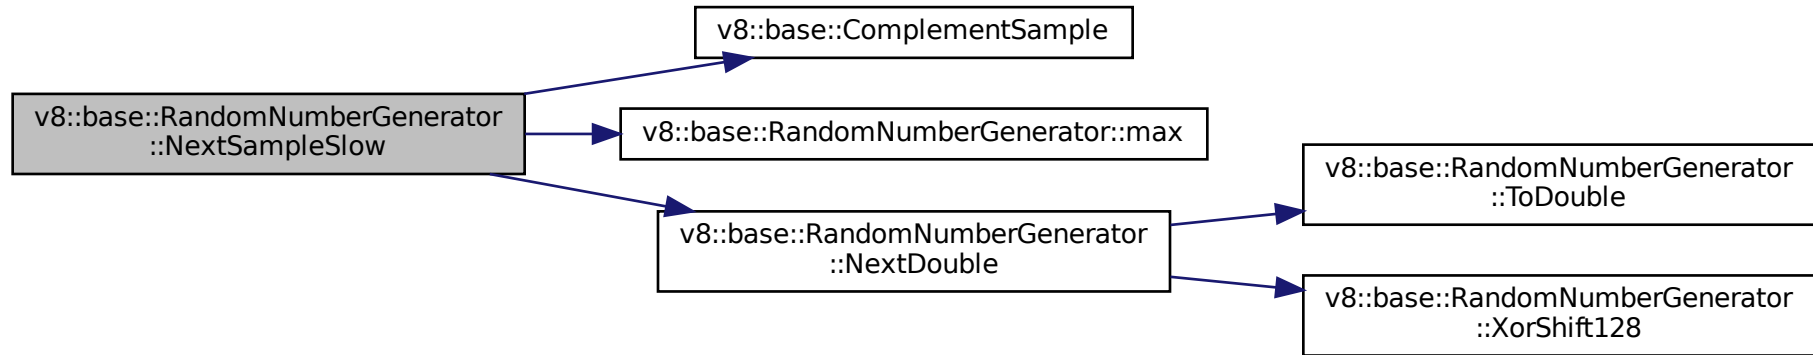 v8::base::ComplementSample
v8::base::RandomNumberGenerator
::NextSampleSlow
v8::base::RandomNumberGenerator::max
v8::base::RandomNumberGenerator
::NextDouble
v8::base::RandomNumberGenerator
::ToDouble
v8::base::RandomNumberGenerator
::XorShift128